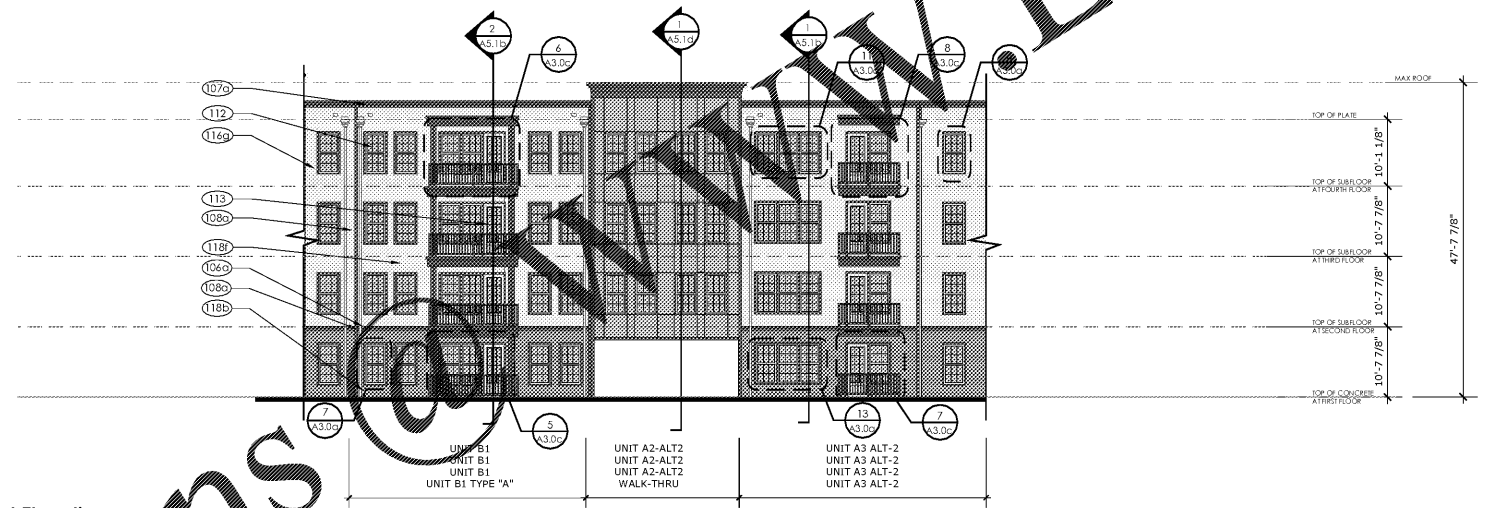 2
A5.1b
1
A5.1d
1
A5.1b
6
A3.0c
8
A3.0c
A3.0a
107a
112
116a
113
108a
118f
106a
108a
118b
MAX ROOF
TOP OF PLATE
10'-1 1/8"
TOP OF SUBFLOOR
AT FOURTH FLOOR
10'-7 7/8"
TOP OF SUBFLOOR
AT THIRD FLOOR
10'-7 7/8"
TOP OF SUBFLOOR
AT SECOND FLOOR
10'-7 7/8"
TOP OF CONCRETE
AT FIRST FLOOR
47'-7 7/8"
7
A3.0a
5
A3.0c
13
A3.0a
7
A3.0c
UNIT B1
UNIT B1
UNIT B1
UNIT B1 TYPE "A"
UNIT A2-ALT2
UNIT A2-ALT2
UNIT A2-ALT2
WALK-THRU
UNIT A3 ALT-2
UNIT A3 ALT-2
UNIT A3 ALT-2
UNIT A3 ALT-2
ns @ WWW